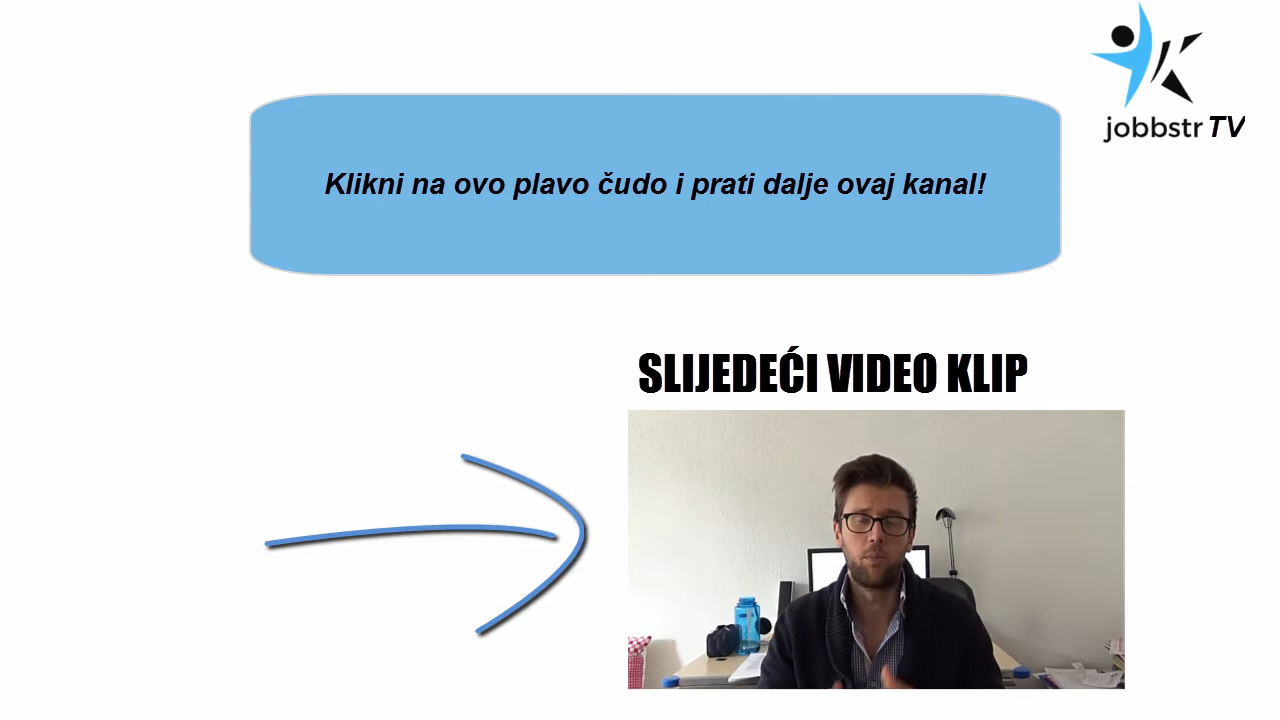 jobbstr TV
Klikni na ovo plavo čudo i prati dalje ovaj kanal!
SLIJEDEĆI VIDEO KLIP